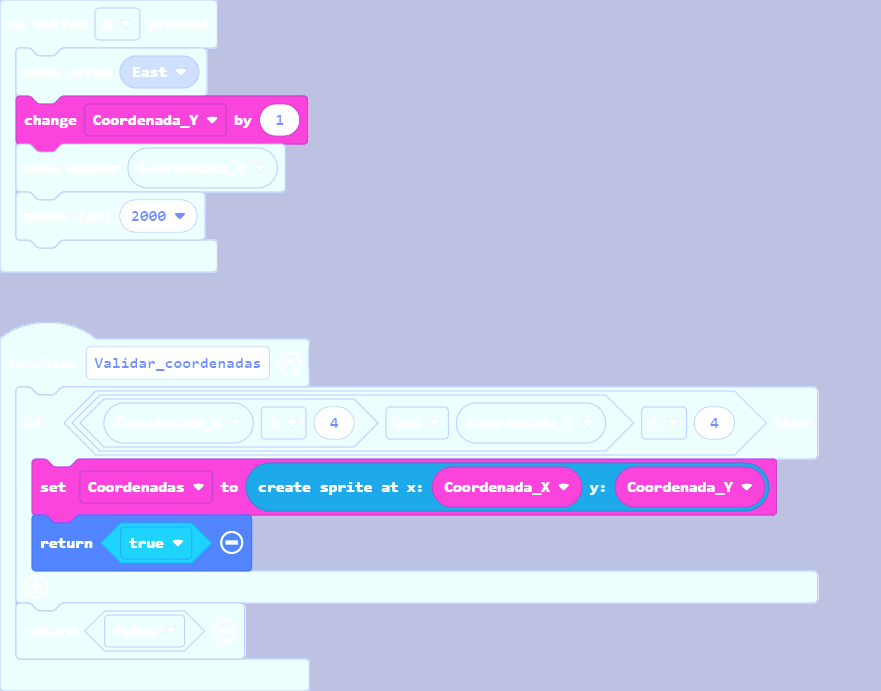 on button B pressed
show arrow East
change Coordenada_Y by 1
show number Coordenada_Y
pause (ms) 2000
function Validar_coordenadas
if Coordenada_X ≤ 4 and Coordenada_Y ≤ 4 then
set Coordenadas to create sprite at x: Coordenada_X y: Coordenada_Y
return true
return false